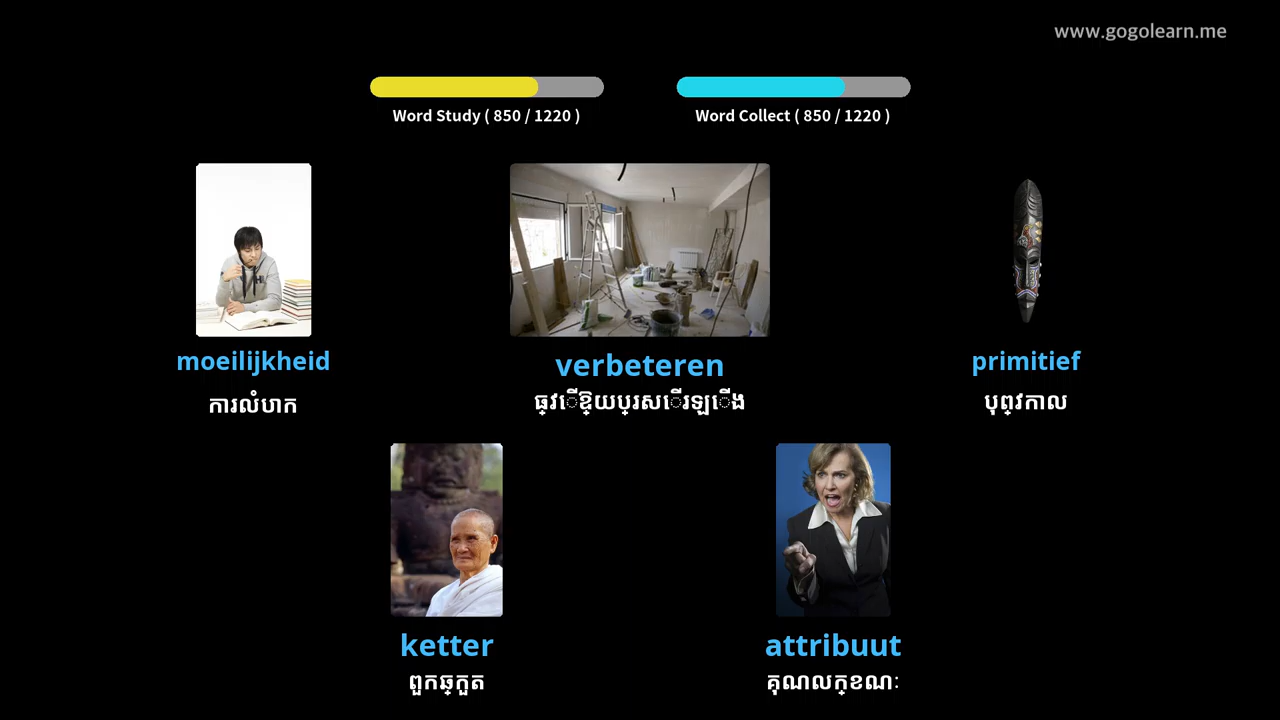 www.gogolearn.me
Word Study ( 850 / 1220 )
Word Collect ( 850 / 1220 )
moeilijkheid
ការលំបាក
verbeteren
ធ្វើឱ្យប្រសើរឡើង
primitief
បុព្វកាល
ketter
ពួកឆ្កួត
attribuut
គុណលក្ខណៈ